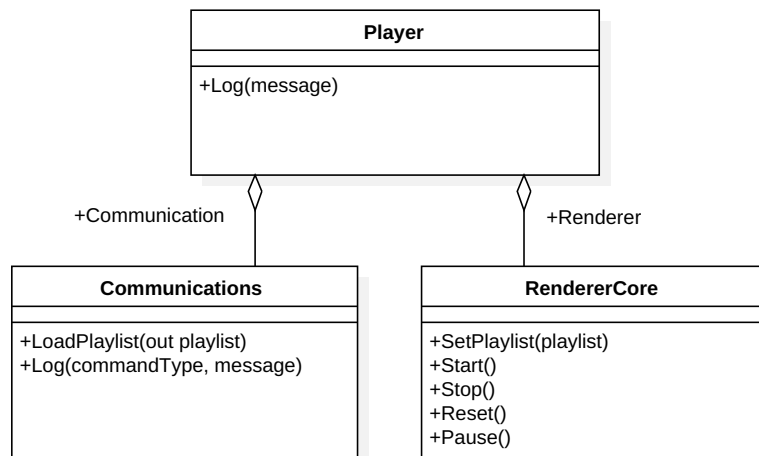 Player
+Log(message)
+Communication
+Renderer
Communications
+LoadPlaylist(out playlist)
+Log(commandType, message)
RendererCore
+SetPlaylist(playlist)
+Start()
+Stop()
+Reset()
+Pause()